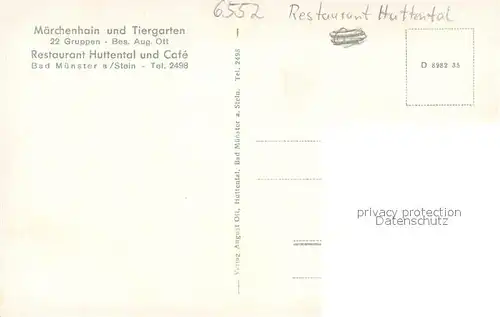 6552 Restaurant Huttental
Märchenhain und Tiergarten
22 Gruppen - Bes. Aug. Ott
Restaurant Huttental und Café
Bad Münster a/Stein - Tel. 2498
D 6982 35
Verlag August Ott, Huttental, Bad Münster a. Stein, Tel. 2498
privacy protection
Datenschutz